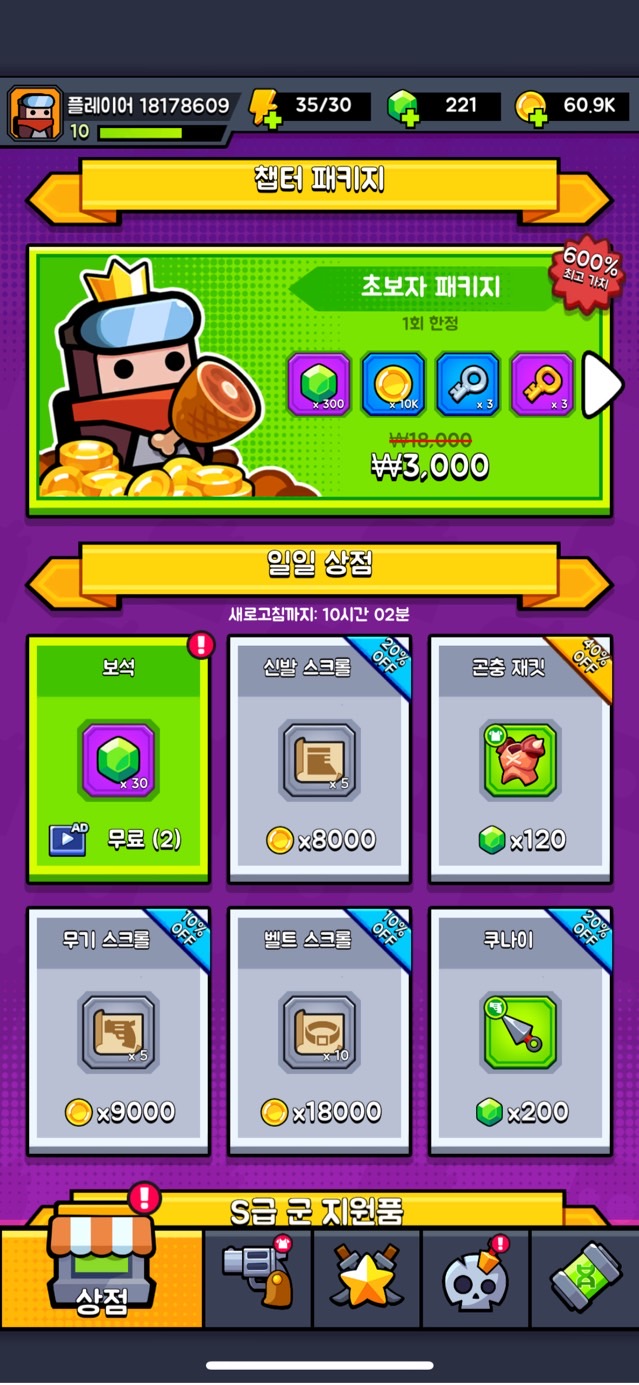 플레이어 18178609
10
35/30
221
60.9K
챕터 패키지
600%
최고 가치
초보자 패키지
1회 한정
x 300
x 10K
x 3
x 3
₩18,000
₩3,000
일일 상점
새로고침까지: 10시간 02분
보석
x 30
AD
무료 (2)
신발 스크롤
20%
OFF
x 5
x8000
곤충 재킷
40%
OFF
x120
무기 스크롤
10%
OFF
x 5
x9000
벨트 스크롤
10%
OFF
x 10
x18000
쿠나이
20%
OFF
x200
S급 군 지원품
상점